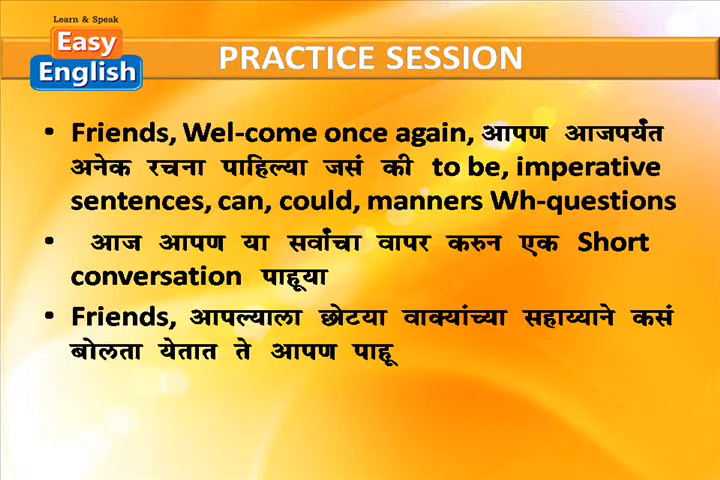 Learn & Speak
Easy
English
PRACTICE SESSION
• Friends, Wel-come once again, आपण आजपर्यंत
अनेक रचना पाहिल्या जसं की to be, imperative
sentences, can, could, manners Wh-questions
• आज आपण या सर्वांचा वापर करुन एक Short
conversation पाहूया
• Friends, आपल्याला छोटया वाक्यांच्या सहाय्याने कसं
बोलता येतात ते आपण पाहू